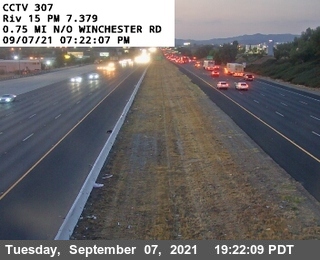 CCTV 307
Riv 15 PM 7.379
0.75 MI N/O WINCHESTER RD
09/07/21 07:22:07 PM
Tuesday, September 07, 2021 19:22:09 PDT